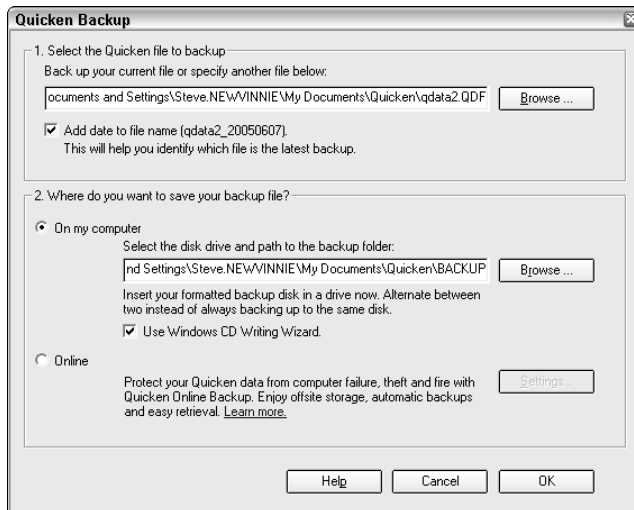 Quicken Backup
1. Select the Quicken file to backup
Back up your current file or specify another file below:
ocuments and Settings\Steve.NEWVINNIE\My Documents\Quicken\qdata2.QDF
Browse ...
Add date to file name (qdata2_20050607).
This will help you identify which file is the latest backup.
2. Where do you want to save your backup file?
On my computer
Select the disk drive and path to the backup folder:
nd Settings\Steve.NEWVINNIE\My Documents\Quicken\BACKUP
Browse ...
Insert your formatted backup disk in a drive now. Alternate between
two instead of always backing up to the same disk.
Use Windows CD Writing Wizard.
Online
Protect your Quicken data from computer failure, theft and fire with
Quicken Online Backup. Enjoy offsite storage, automatic backups
and easy retrieval. Learn more.
Settings...
Help
Cancel
OK